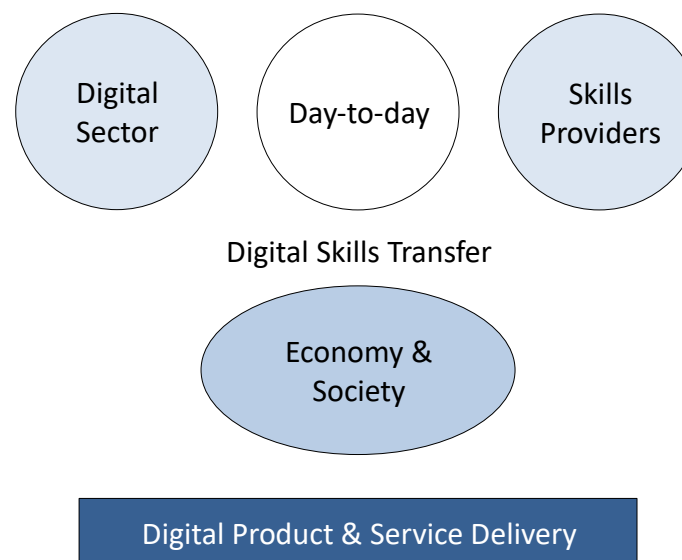 Digital
Sector
Day-to-day
Skills
Providers
Digital Skills Transfer
Economy &
Society
Digital Product & Service Delivery